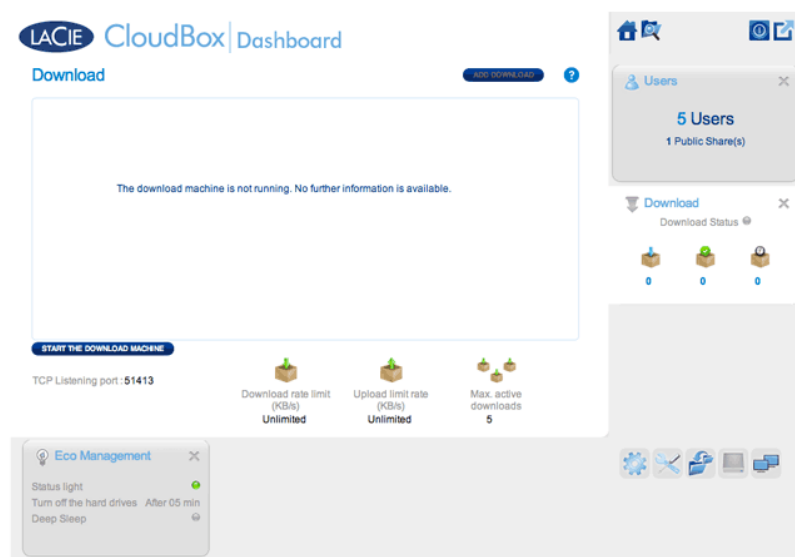 LACIE CloudBox Dashboard
Download
ADD DOWNLOAD ?
The download machine is not running. No further information is available.
START THE DOWNLOAD MACHINE
TCP Listening port : 51413
Download rate limit
(KB/s)
Unlimited
Upload limit rate
(KB/s)
Unlimited
Max. active
downloads
5
Users
5 Users
1 Public Share(s)
Download
Download Status
0 0 0
Eco Management
Status light
Turn off the hard drives After 05 min
Deep Sleep